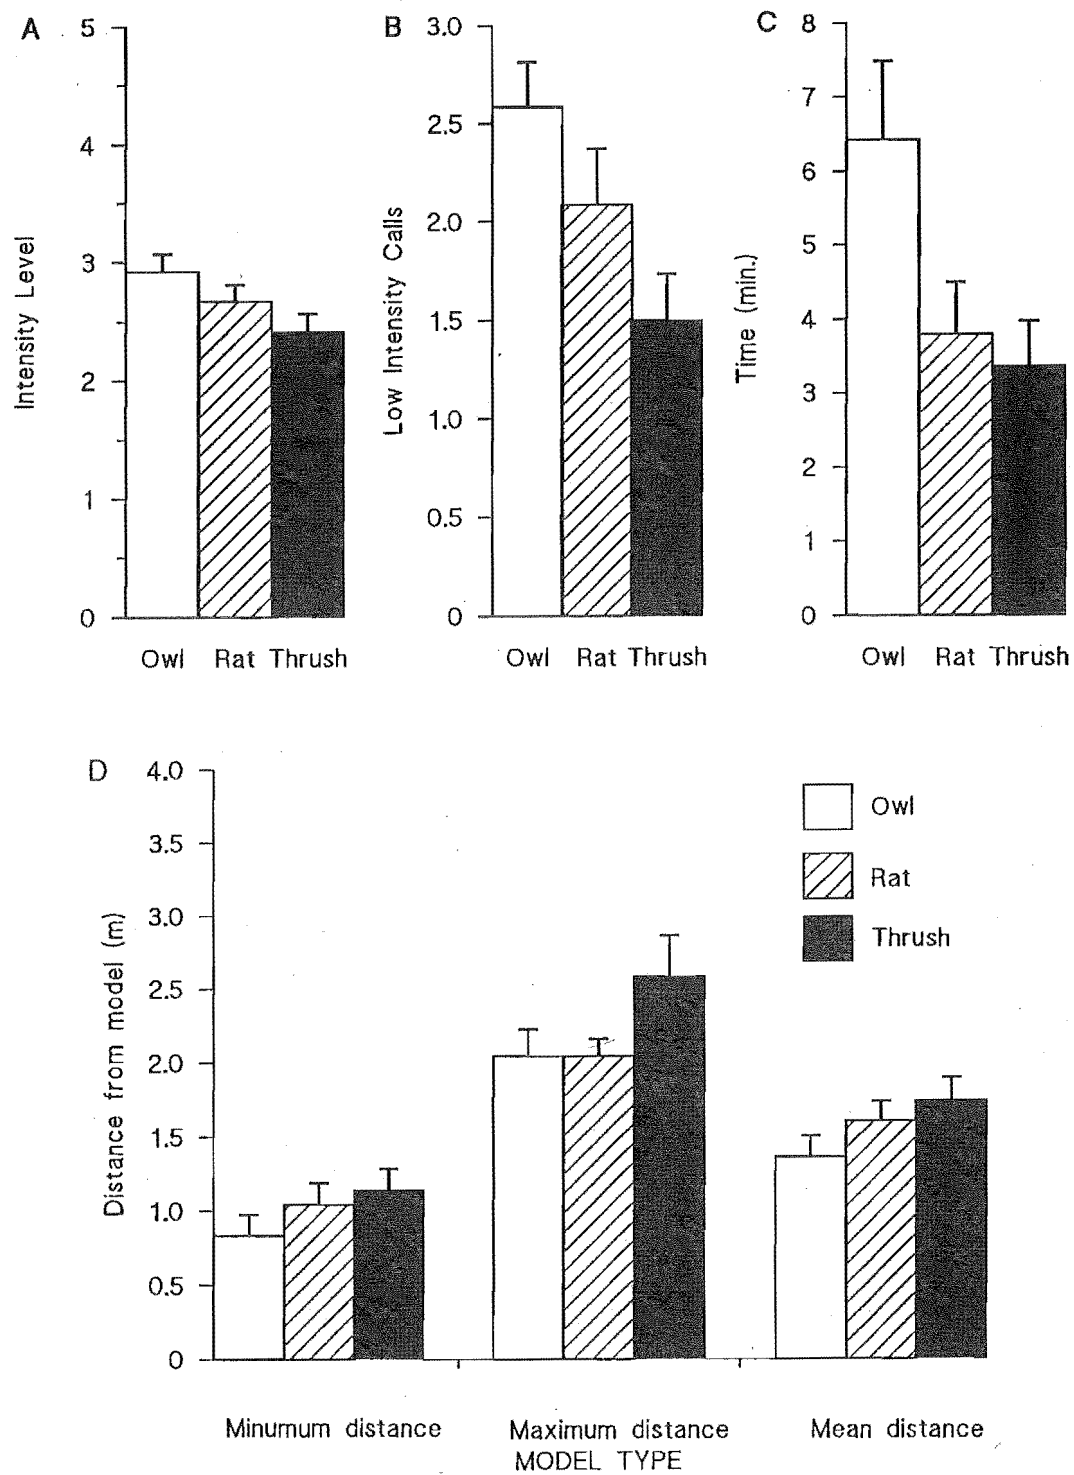 A
5
4
3
2
1
0
Intensity Level
Owl Rat Thrush
B
3.0
2.5
2.0
1.5
1.0
0.5
0
Low Intensity Calls
Owl Rat Thrush
C
8
7
6
5
4
3
2
1
0
Time (min.)
Owl Rat Thrush
D
4.0
3.5
3.0
2.5
2.0
1.5
1.0
0.5
0
Distance from model (m)
Owl
Rat
Thrush
Minumum distance Maximum distance Mean distance
MODEL TYPE